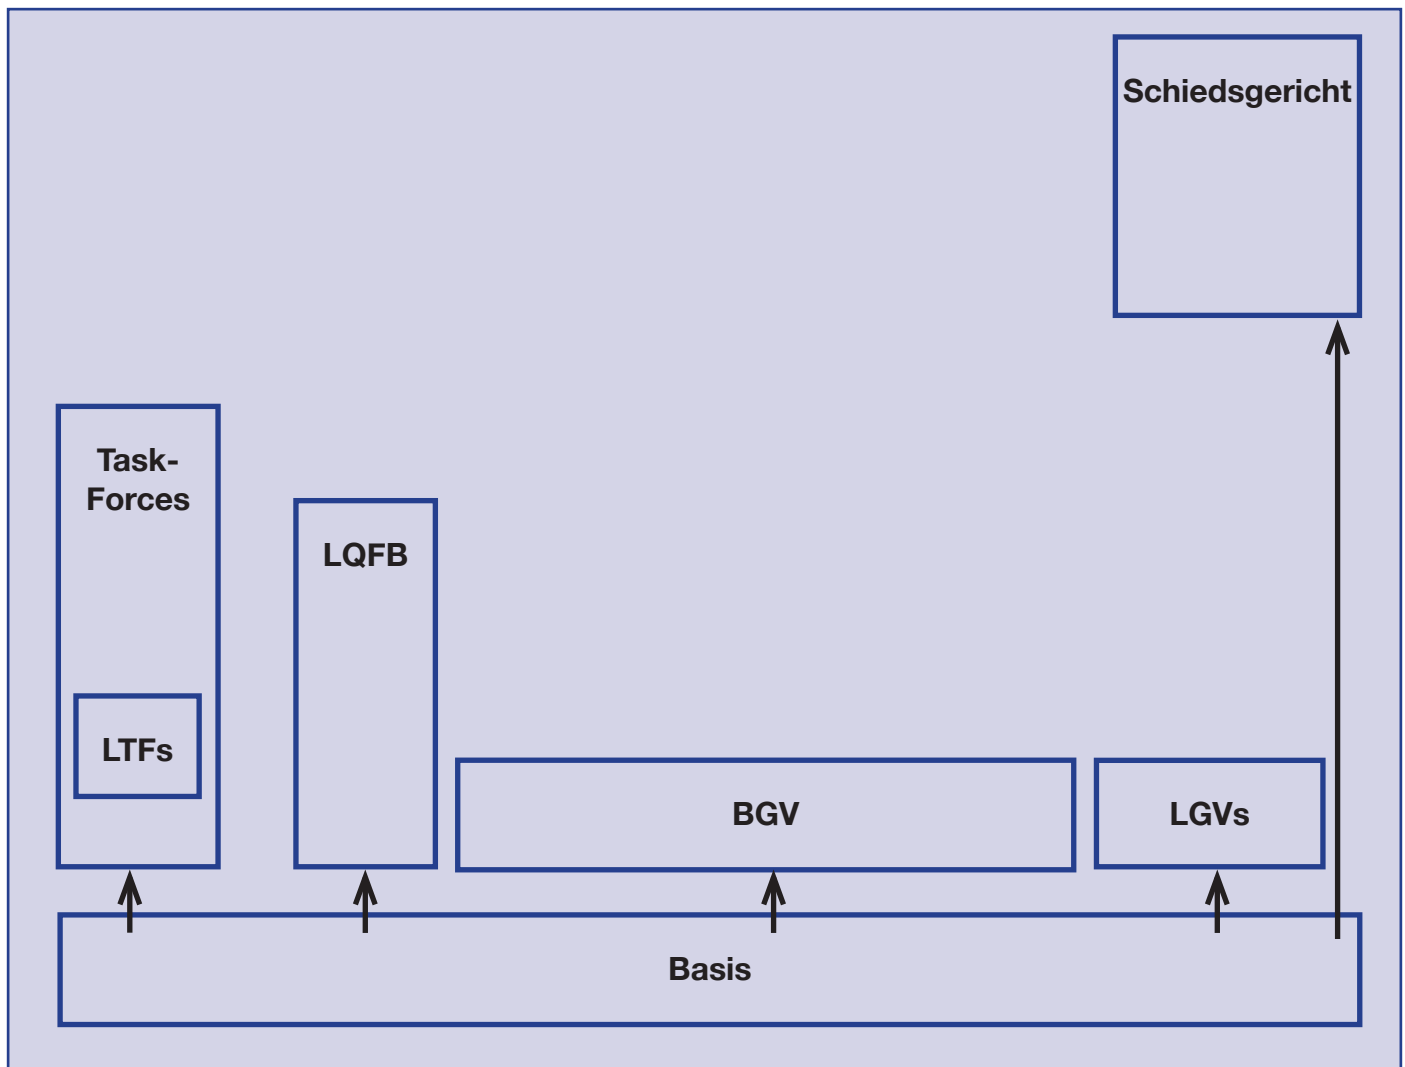 Schiedsgericht
Task-
Forces
LQFB
LTFs
BGV
LGVs
Basis